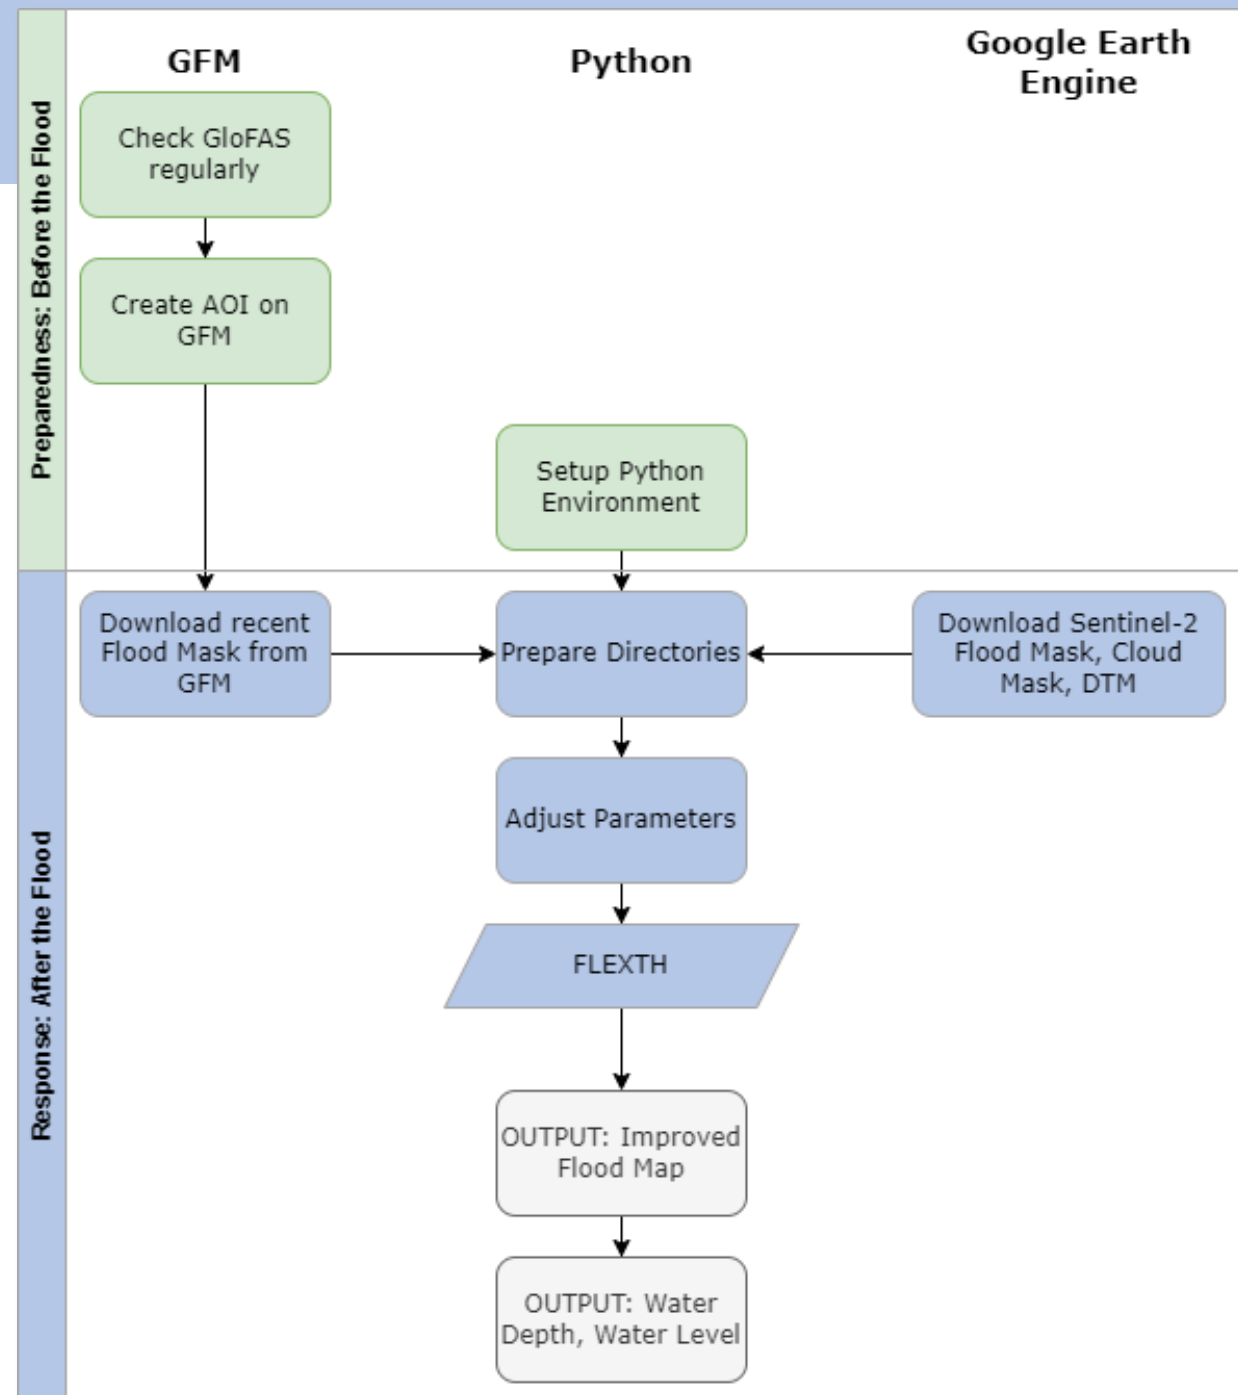 GFM
Python
Google Earth
Engine
Preparedness: Before the Flood
Check GloFAS
regularly
Create AOI on
GFM
Setup Python
Environment
Response: After the Flood
Download recent
Flood Mask from
GFM
Prepare Directories
Download Sentinel-2
Flood Mask, Cloud
Mask, DTM
Adjust Parameters
FLEXTH
OUTPUT: Improved
Flood Map
OUTPUT: Water
Depth, Water Level